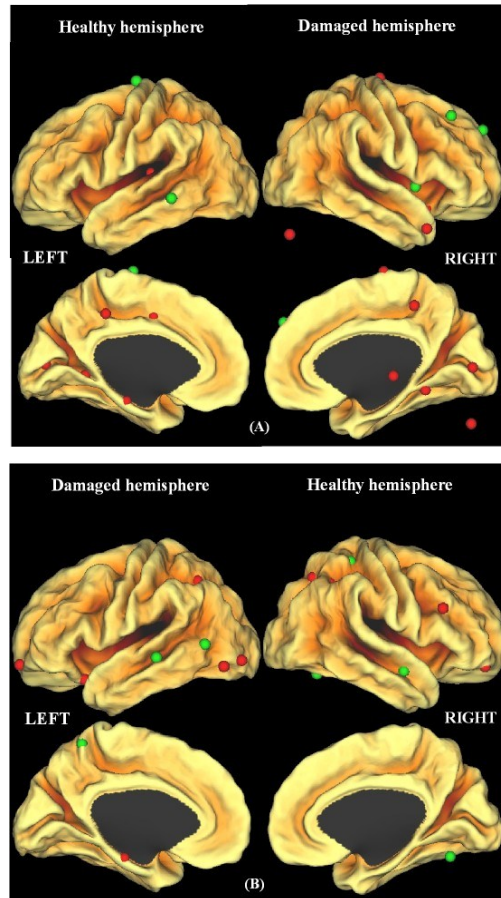 Healthy hemisphere Damaged hemisphere
LEFT RIGHT
(A)
Damaged hemisphere Healthy hemisphere
LEFT RIGHT
(B)